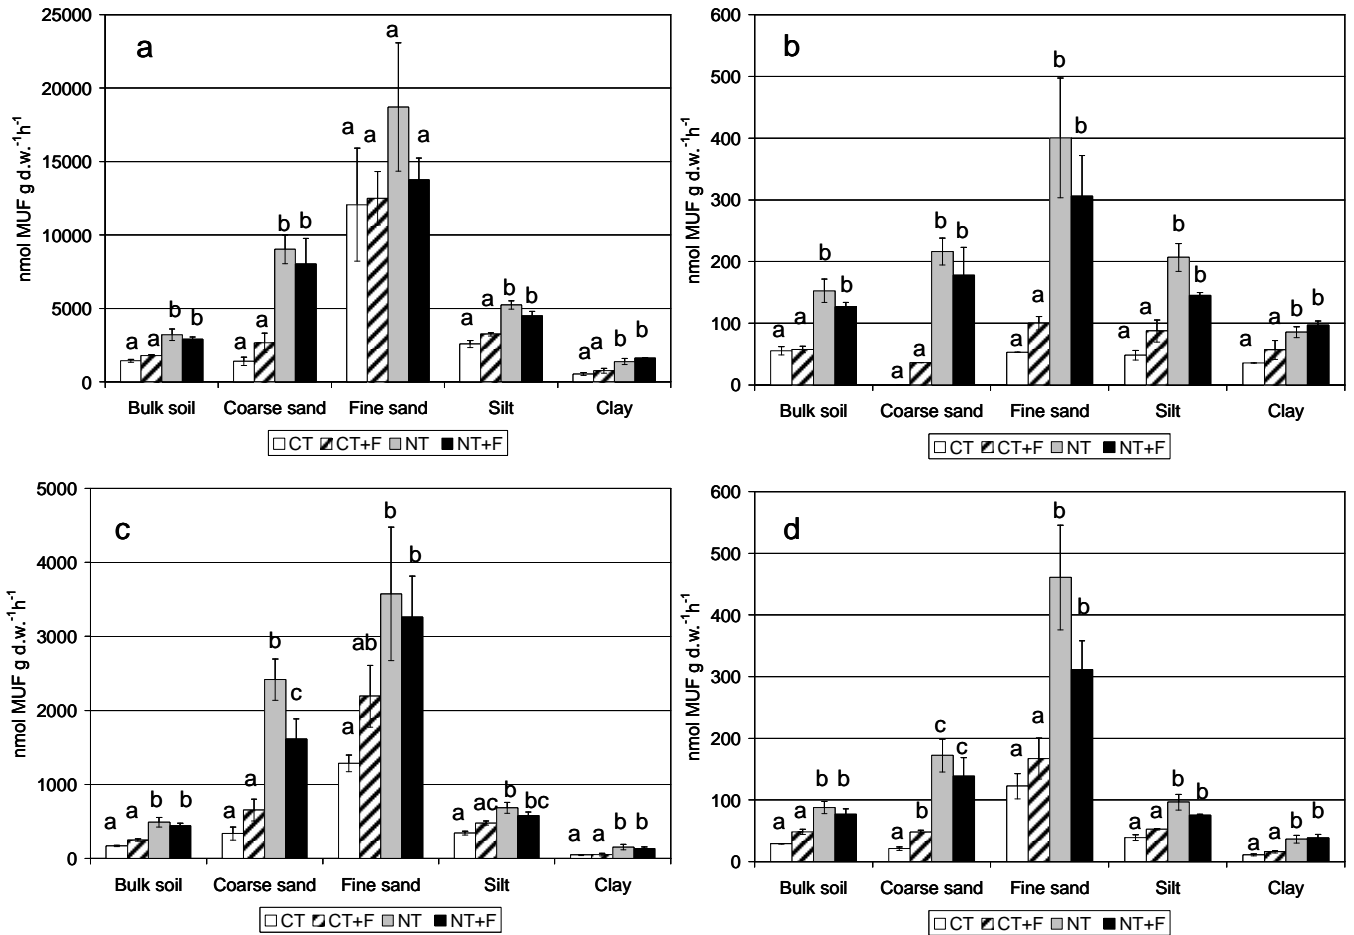 a
25000
20000
15000
10000
5000
0
nmol MUF g d.w.⁻¹h⁻¹
a a b b
a a b b
a a a a
a a b b
a a b b
Bulk soil Coarse sand Fine sand Silt Clay
CT CT+F NT NT+F
b
600
500
400
300
200
100
0
nmol MUF g d.w.⁻¹h⁻¹
a a b b
a a b b
a a b b
a a b b
a a b b
Bulk soil Coarse sand Fine sand Silt Clay
CT CT+F NT NT+F
c
5000
4000
3000
2000
1000
0
nmol MUF g d.w.⁻¹h⁻¹
a a b b
a a b c
a ab b b
a ac b bc
a a b b
Bulk soil Coarse sand Fine sand Silt Clay
CT CT+F NT NT+F
d
600
500
400
300
200
100
0
nmol MUF g d.w.⁻¹h⁻¹
a a b b
a b c c
a a b b
a a b b
a a b b
Bulk soil Coarse sand Fine sand Silt Clay
CT CT+F NT NT+F